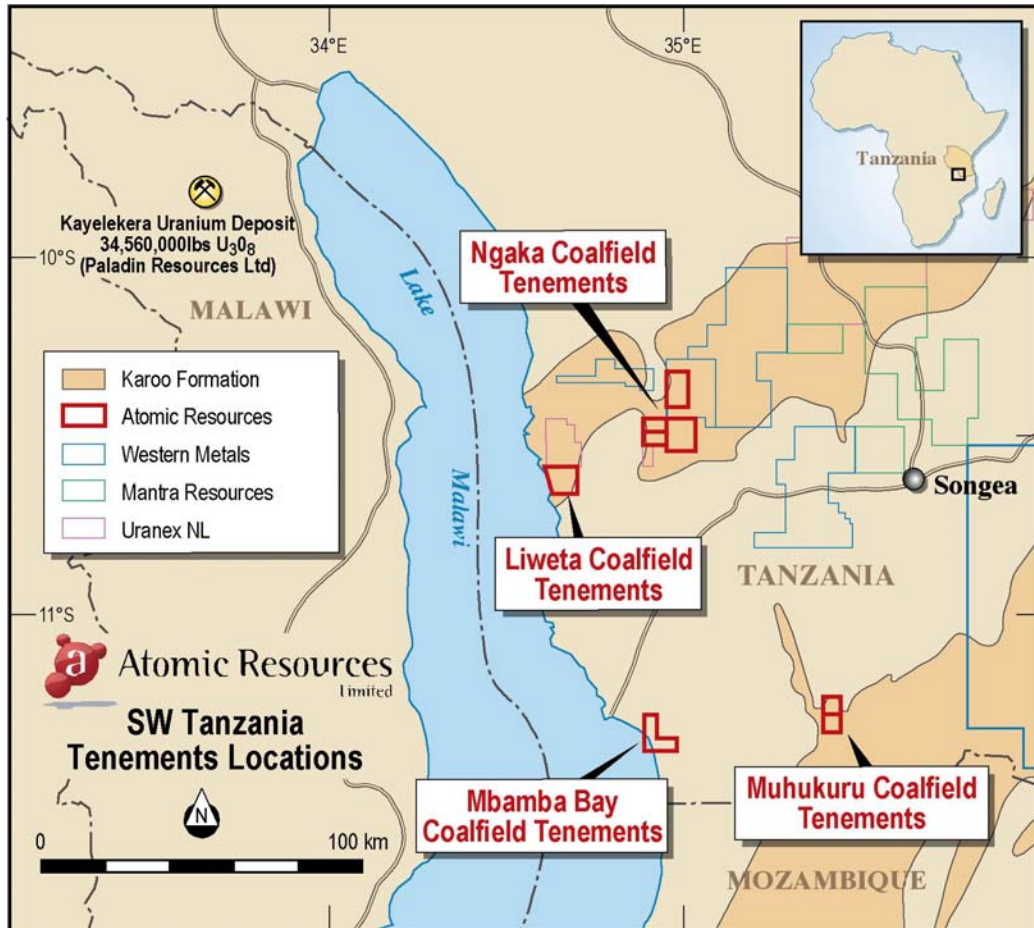 34°E
35°E
Tanzania
Kayelekera Uranium Deposit
34,560,000lbs U₃0₈
(Paladin Resources Ltd)
10°S
MALAWI
Ngaka Coalfield
Tenements
Lake
Malawi
Karoo Formation
Atomic Resources
Western Metals
Mantra Resources
Uranex NL
Songea
Liweta Coalfield
Tenements
TANZANIA
11°S
a
Atomic Resources
Limited
SW Tanzania
Tenements Locations
N
0
100 km
Mbamba Bay
Coalfield Tenements
Muhukuru Coalfield
Tenements
MOZAMBIQUE